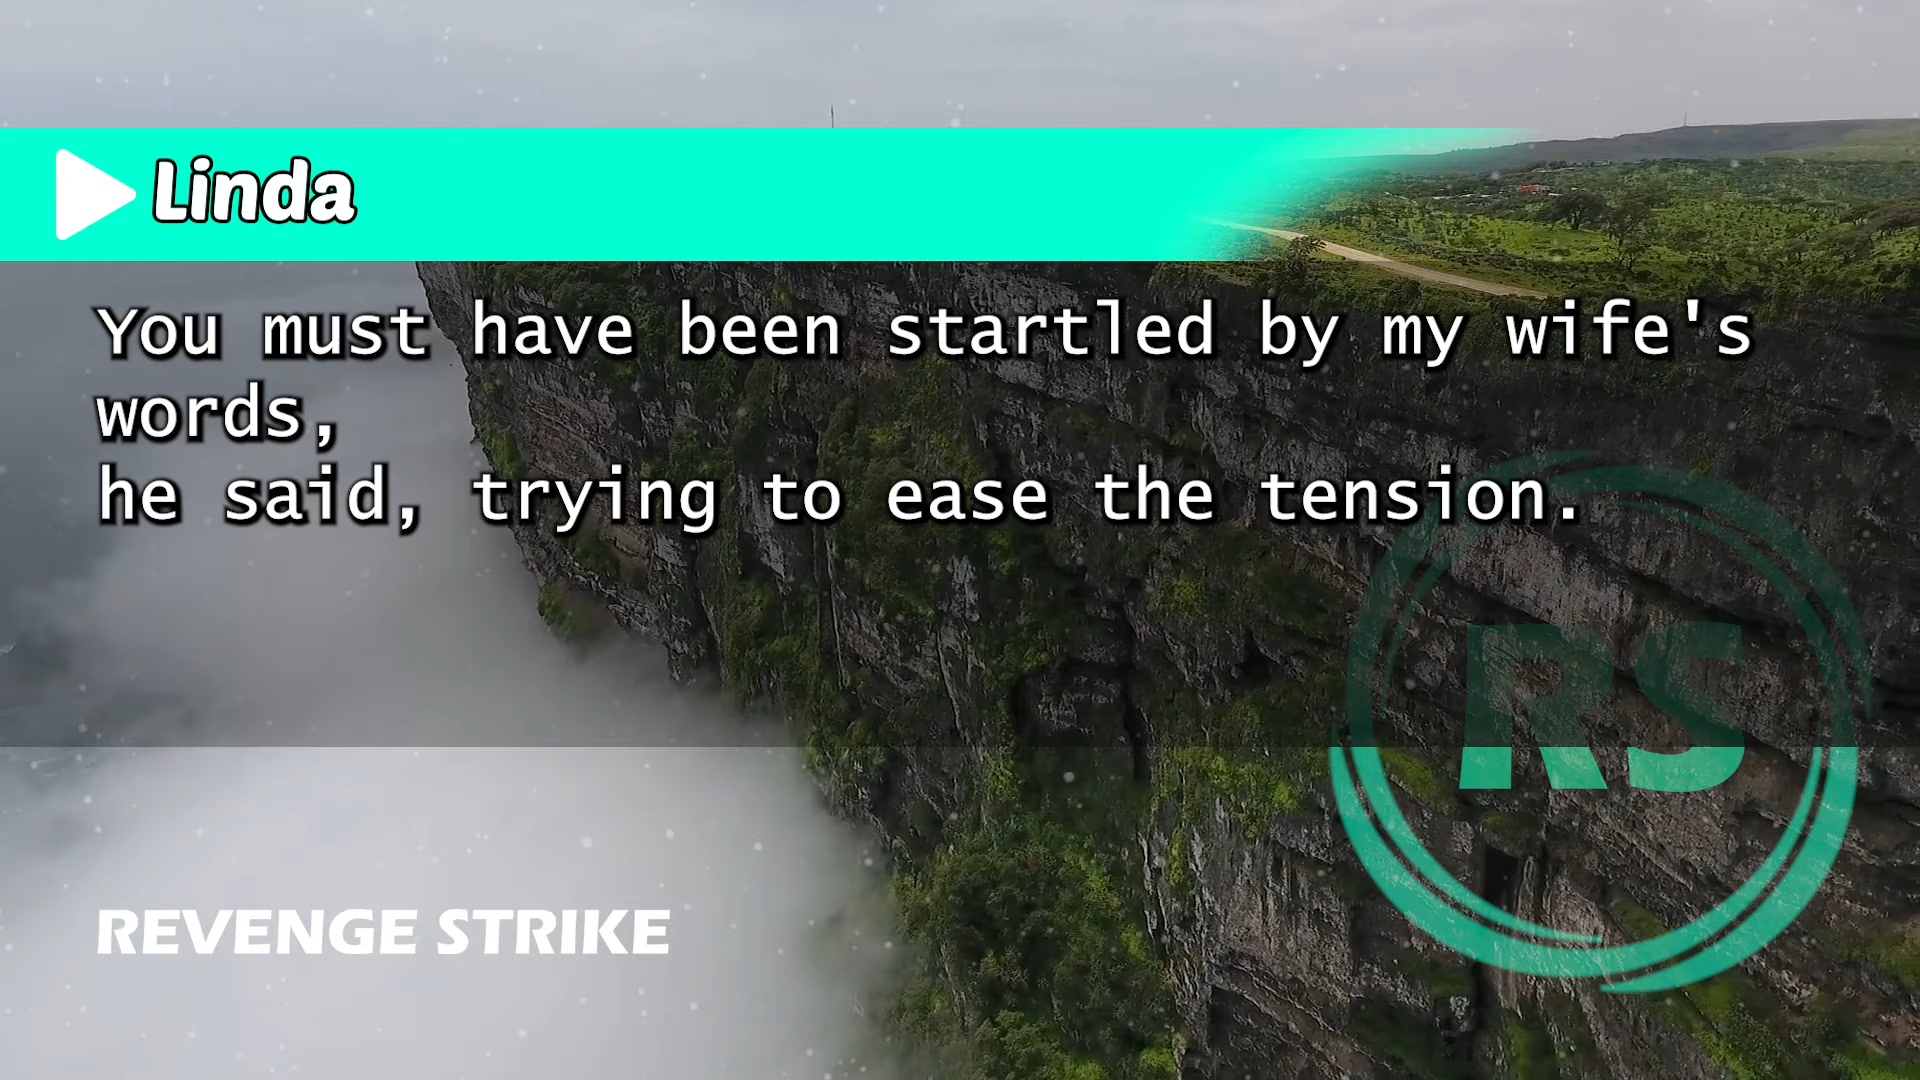 Linda
You must have been startled by my wife's
words,
he said, trying to ease the tension.
RS
REVENGE STRIKE